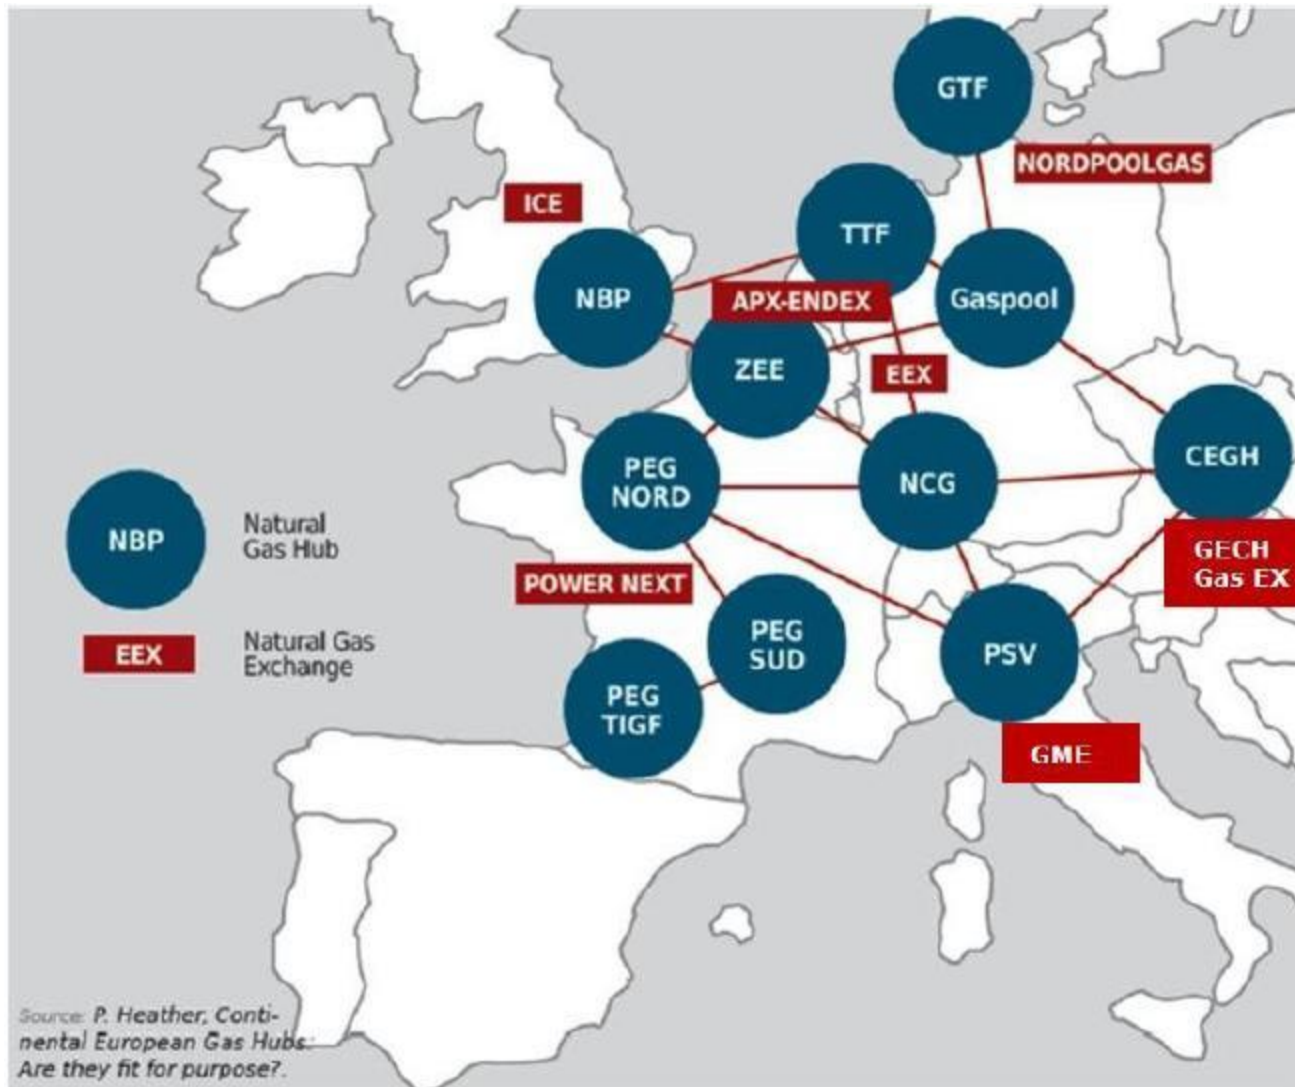 GTF
NORDPOOLGAS
ICE
TTF
NBP
APX-ENDEX
Gaspool
ZEE
EEX
PEG
NORD
NCG
CEGH
NBP
Natural
Gas Hub
GECH
Gas EX
POWER NEXT
EEX
Natural Gas
Exchange
PEG
SUD
PSV
PEG
TIGF
GME
Source: P. Heather, Conti-
nental European Gas Hubs:
Are they fit for purpose?.